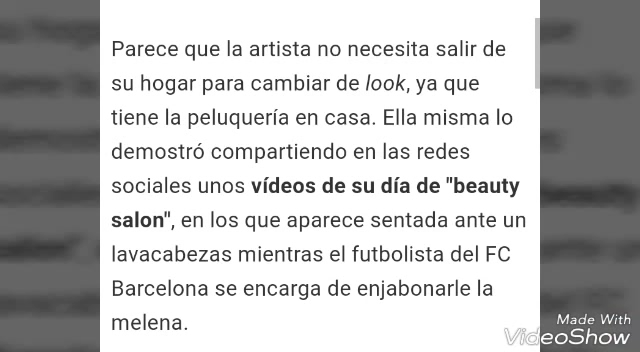 Parece que la artista no necesita salir de
su hogar para cambiar de look, ya que
tiene la peluquería en casa. Ella misma lo
demostró compartiendo en las redes
sociales unos vídeos de su día de "beauty
salon", en los que aparece sentada ante un
lavacabezas mientras el futbolista del FC
Barcelona se encarga de enjabonarle la
melena.
Made With
VideoShow